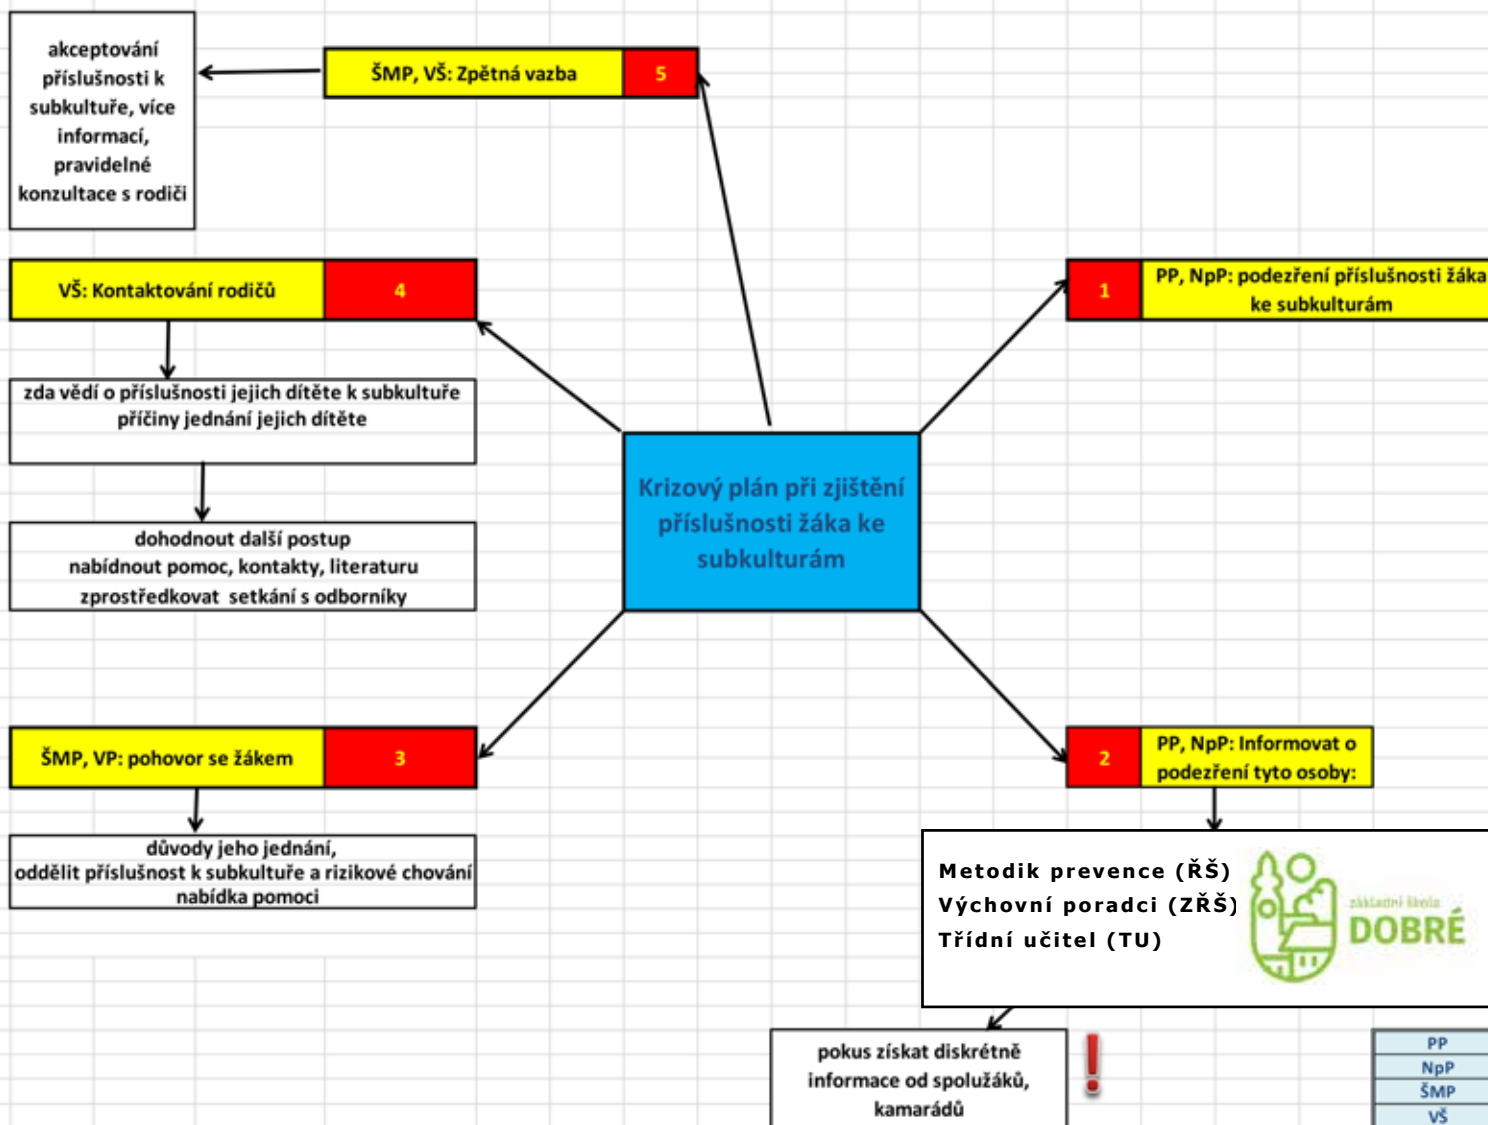 akceptování
příslušnosti k
subkultuře, více
informací,
pravidelné
konzultace s rodiči
ŠMP, VŠ: Zpětná vazba
5
VŠ: Kontaktování rodičů
4
1
PP, NpP: podezření příslušnosti žáka
ke subkulturám
zda vědí o příslušnosti jejich dítěte k subkultuře
příčiny jednání jejich dítěte
Krizový plán při zjištění
příslušnosti žáka ke
subkulturám
dohodnout další postup
nabídnout pomoc, kontakty, literaturu
zprostředkovat setkání s odborníky
ŠMP, VP: pohovor se žákem
3
2
PP, NpP: Informovat o
podezření tyto osoby:
důvody jeho jednání,
oddělit příslušnost k subkultuře a rizikové chování
nabídka pomoci
Metodik prevence (ŘŠ)
Výchovní poradci (ZŘŠ)
Třídní učitel (TU)
základní škola
DOBRÉ
pokus získat diskrétně
informace od spolužáků,
kamarádů
!
PP
NpP
ŠMP
VŠ